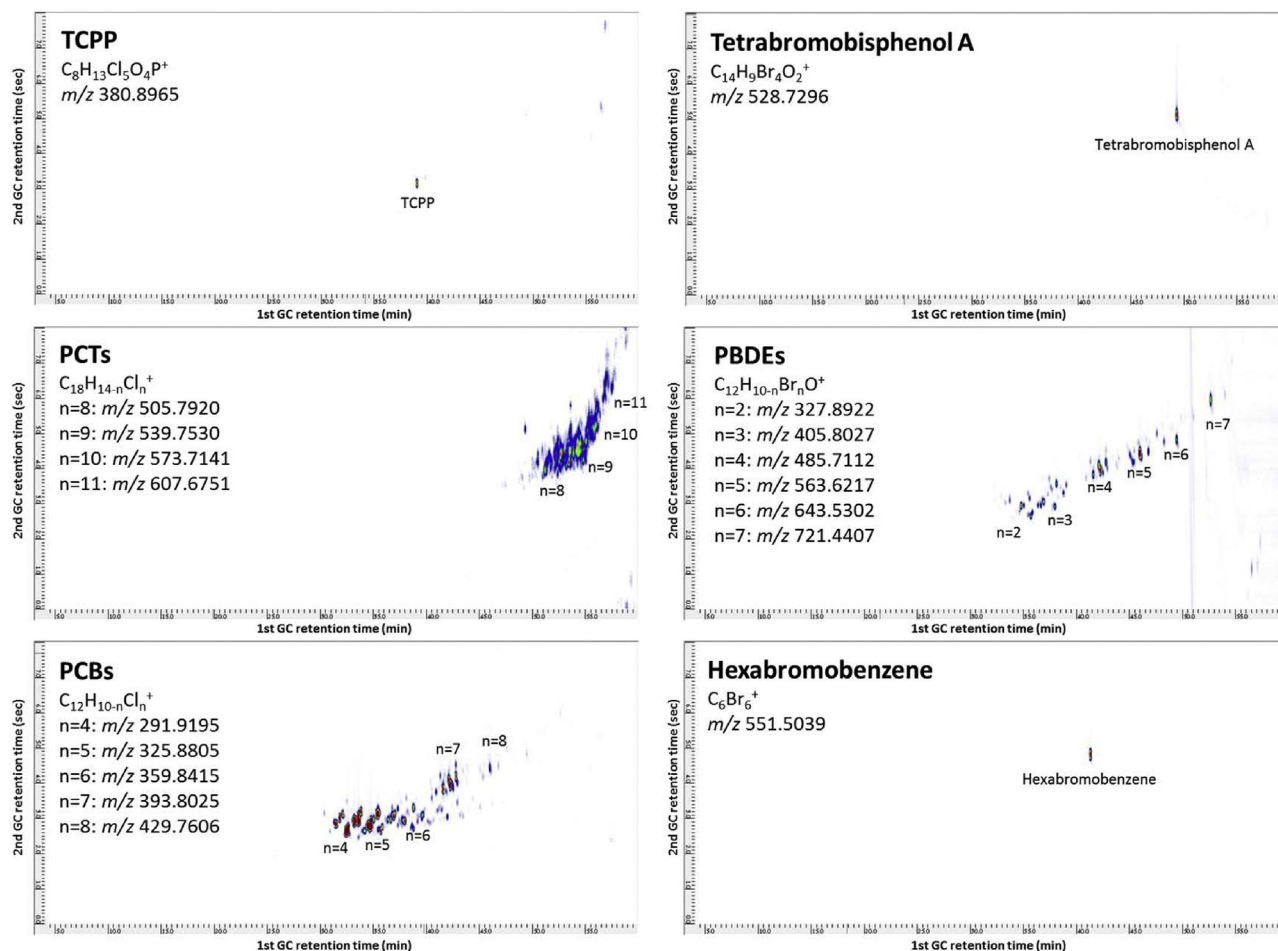 TCPP
C₈H₁₃Cl₅O₄P⁺
m/z 380.8965
TCPP
2nd GC retention time (sec)
1st GC retention time (min)
Tetrabromobisphenol A
C₁₄H₉Br₄O₂⁺
m/z 528.7296
Tetrabromobisphenol A
2nd GC retention time (sec)
1st GC retention time (min)
PCTs
C₁₈H₁₄₋ₙClₙ⁺
n=8: m/z 505.7920
n=9: m/z 539.7530
n=10: m/z 573.7141
n=11: m/z 607.6751
n=11
n=10
n=9
n=8
2nd GC retention time (sec)
1st GC retention time (min)
PBDEs
C₁₂H₁₀₋ₙBrₙO⁺
n=2: m/z 327.8922
n=3: m/z 405.8027
n=4: m/z 485.7112
n=5: m/z 563.6217
n=6: m/z 643.5302
n=7: m/z 721.4407
n=7
n=6
n=5
n=4
n=3
n=2
2nd GC retention time (sec)
1st GC retention time (min)
PCBs
C₁₂H₁₀₋ₙClₙ⁺
n=4: m/z 291.9195
n=5: m/z 325.8805
n=6: m/z 359.8415
n=7: m/z 393.8025
n=8: m/z 429.7606
n=7
n=8
n=6
n=5
n=4
2nd GC retention time (sec)
1st GC retention time (min)
Hexabromobenzene
C₆Br₆⁺
m/z 551.5039
Hexabromobenzene
2nd GC retention time (sec)
1st GC retention time (min)